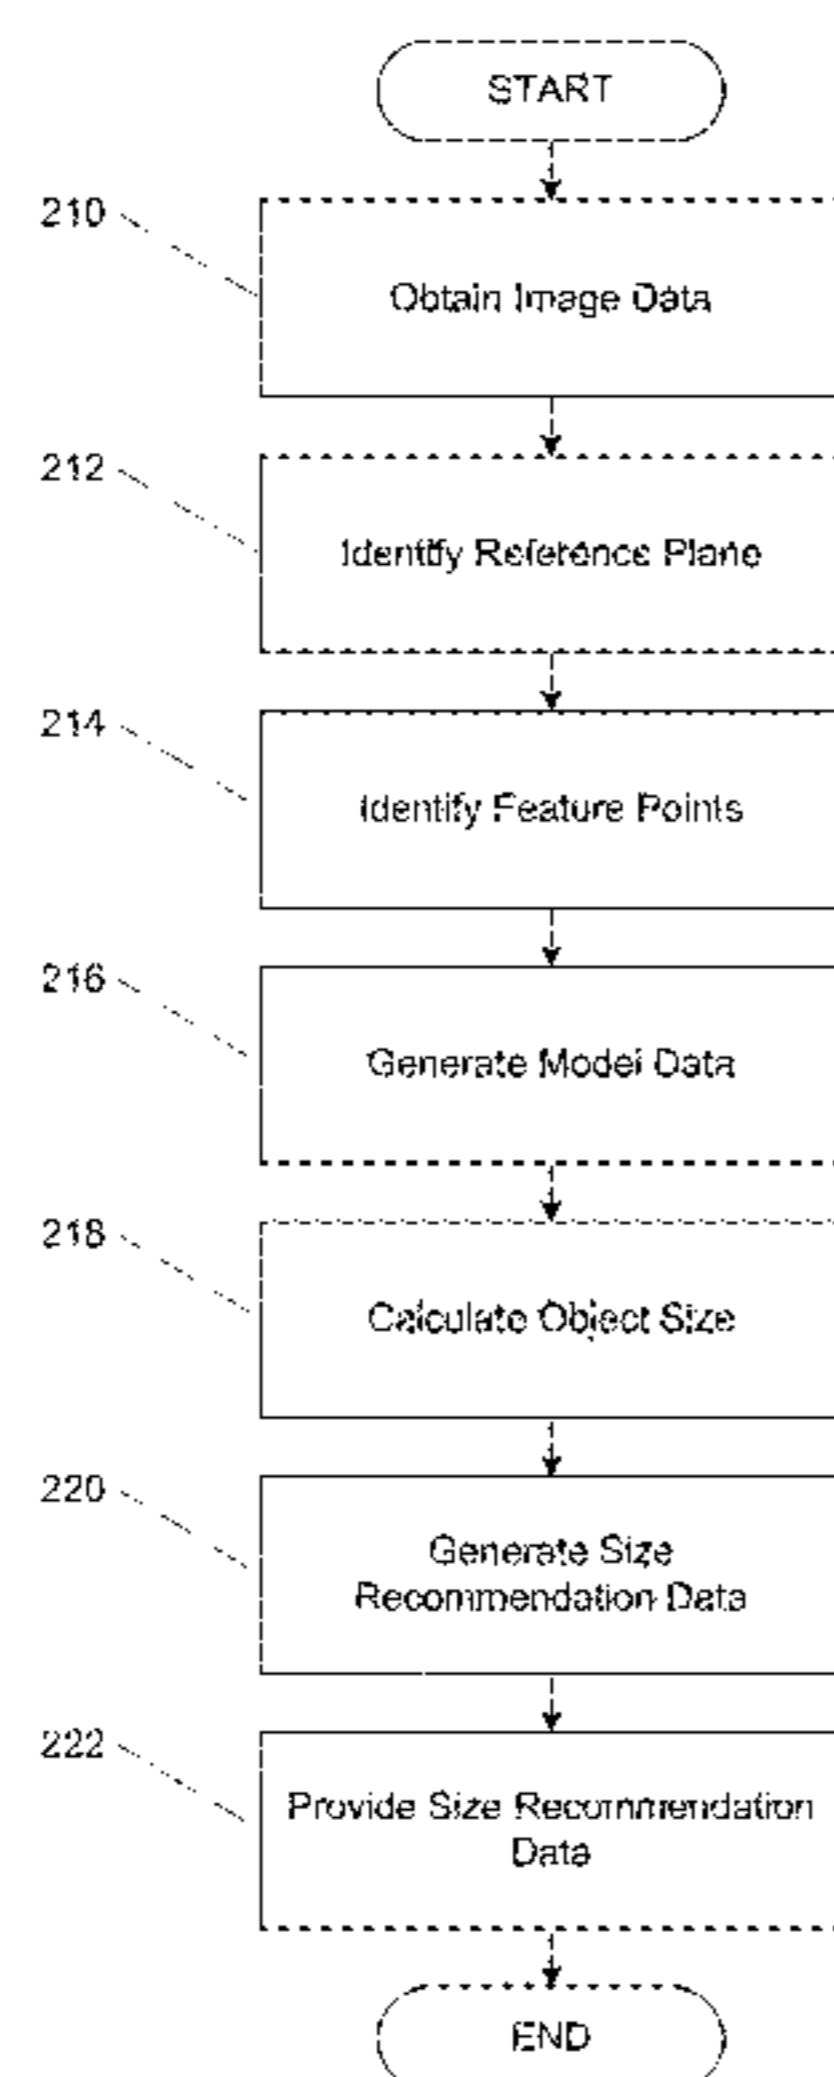 START
210
Obtain Image Data
212
Identify Reference Plane
214
Identify Feature Points
216
Generate Model Data
218
Calculate Object Size
220
Generate Size
Recommendation Data
222
Provide Size Recommendation
Data
END